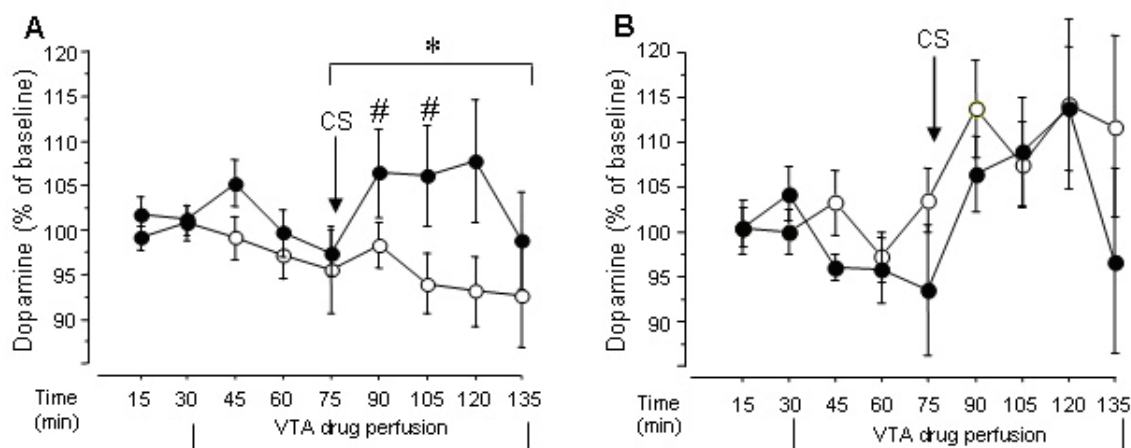 A
120
115
110
105
100
95
90
Dopamine (% of baseline)
*
CS
#
#
Time
(min)
15 30 45 60 75 90 105 120 135
VTA drug perfusion
B
120
115
110
105
100
95
90
Dopamine (% of baseline)
CS
Time
(min)
15 30 45 60 75 90 105 120 135
VTA drug perfusion